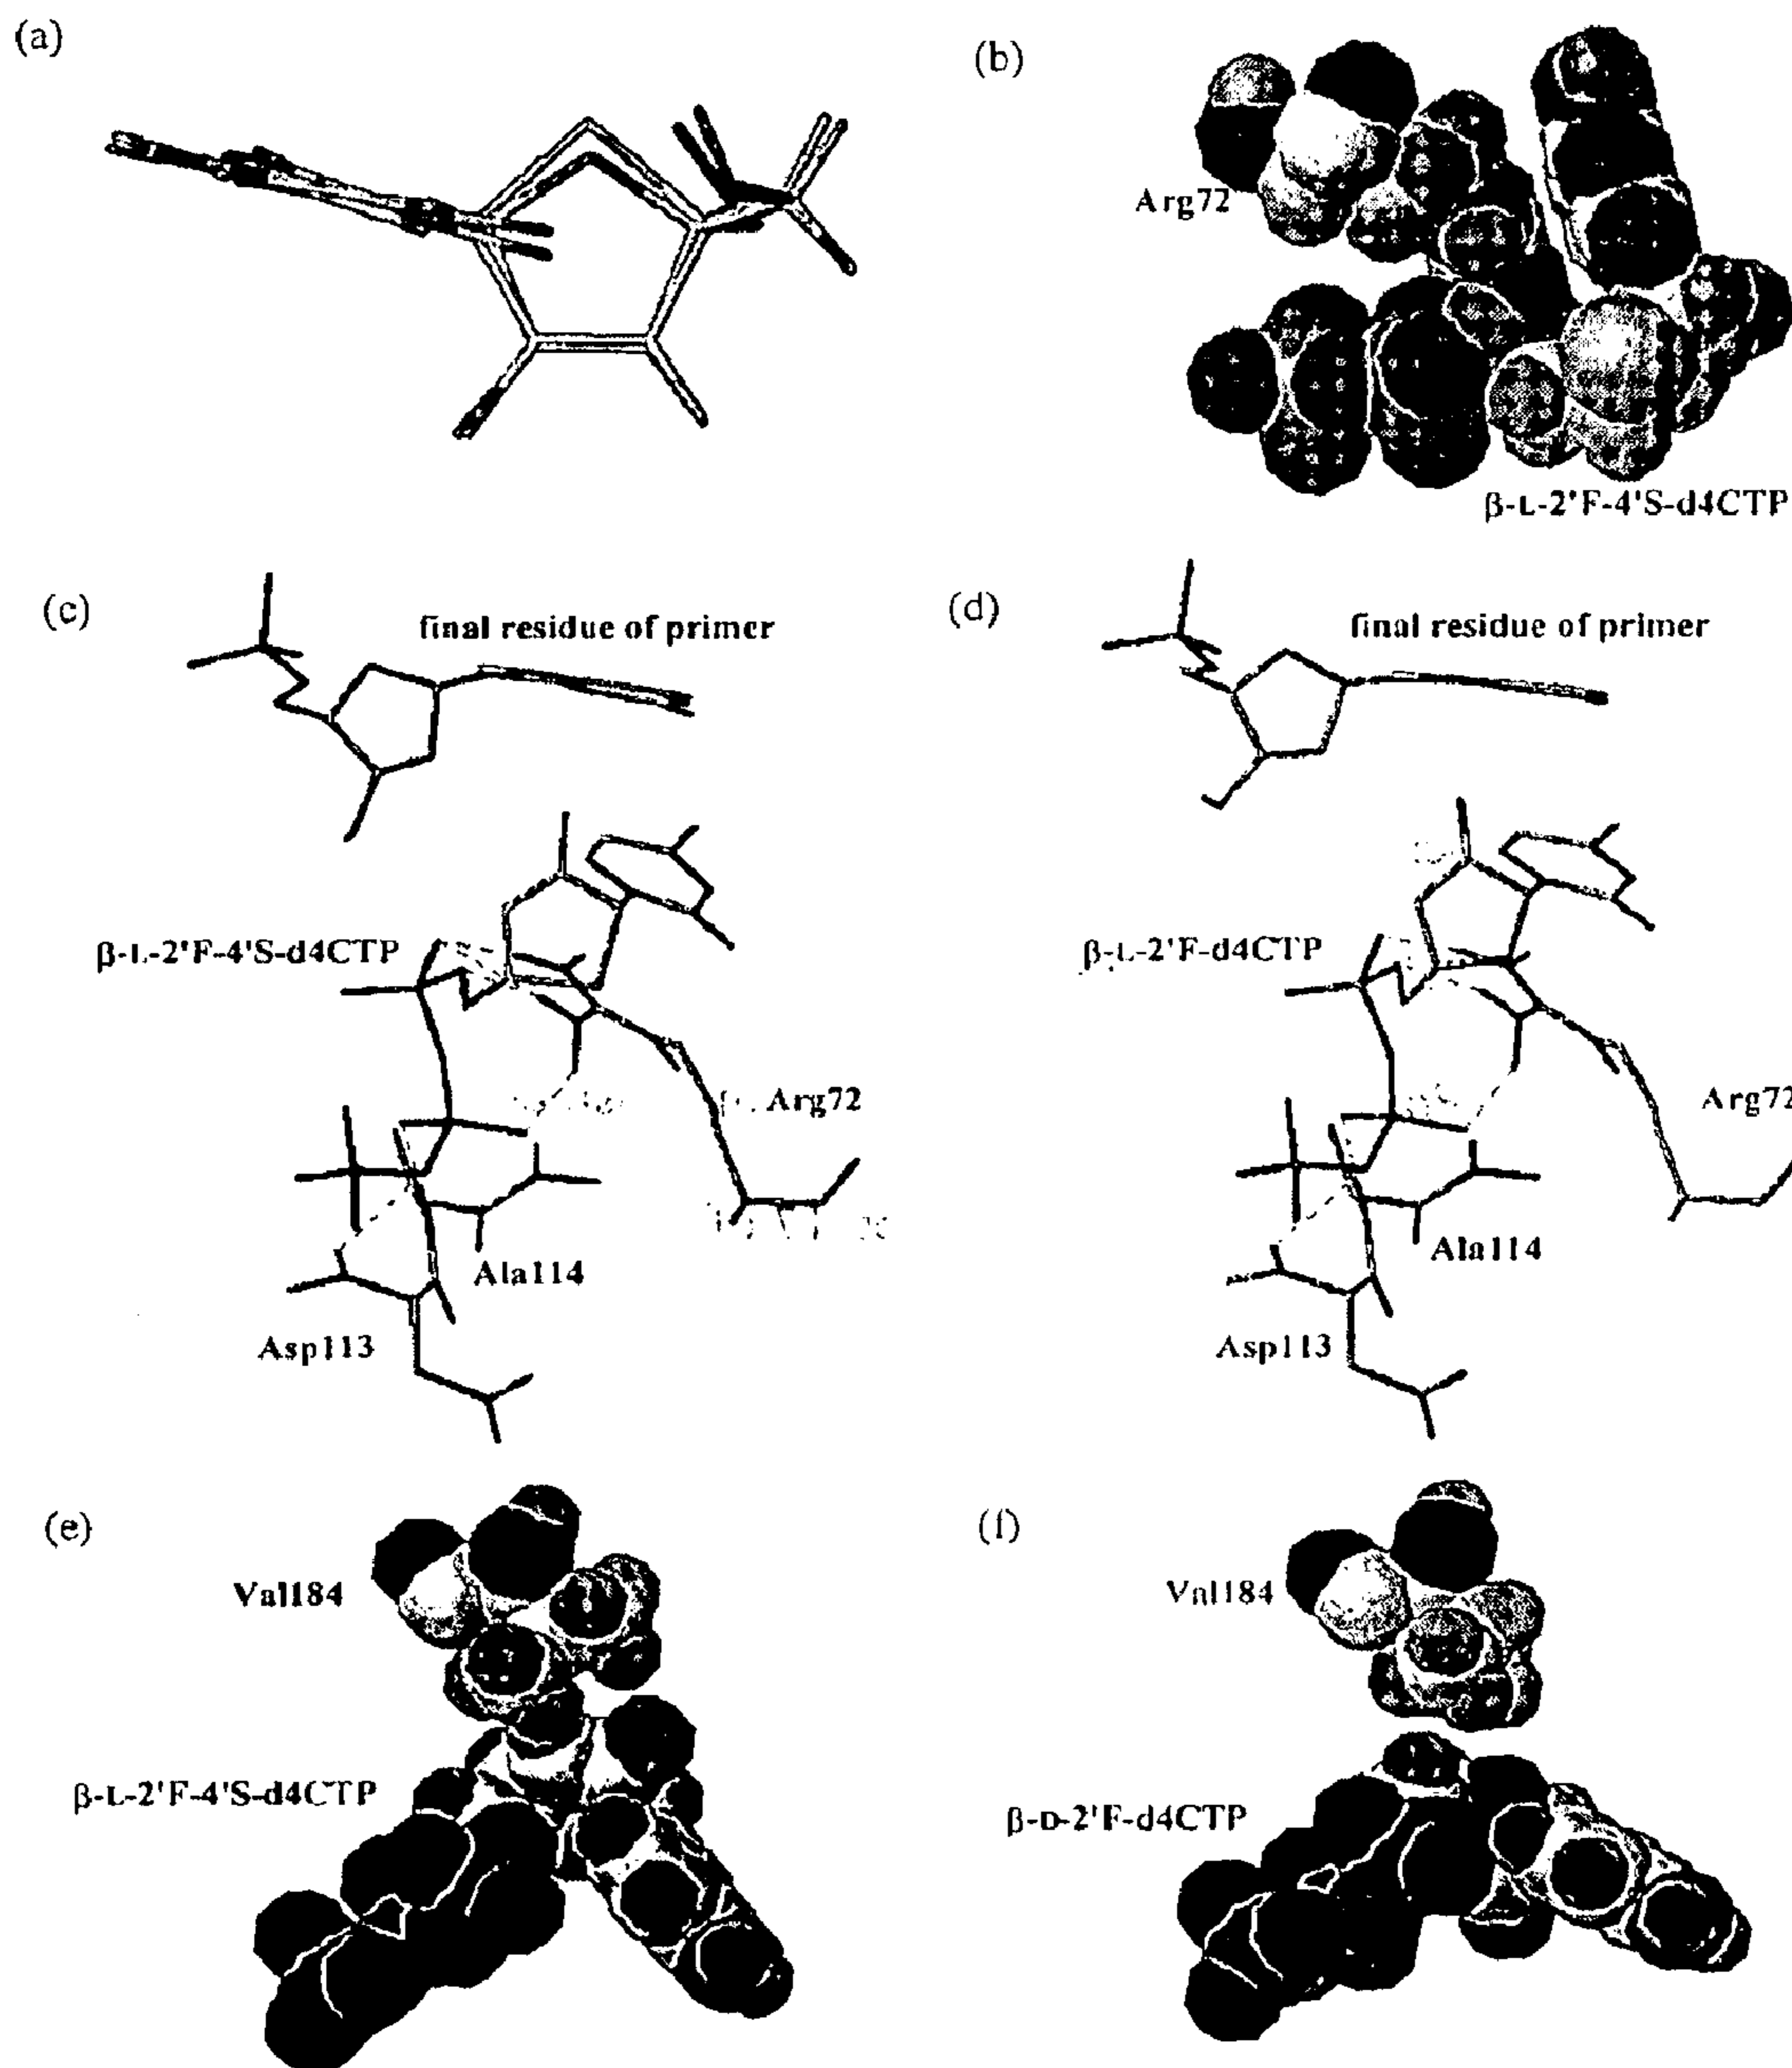 (a)
(b)
Arg72
β-L-2'F-4'S-d4CTP
(c)
final residue of primer
(d)
final residue of primer
β-L-2'F-4'S-d4CTP
β-L-2'F-d4CTP
Arg72
Arg72
Ala114
Ala114
Asp113
Asp113
(e)
(f)
Val184
Val184
β-L-2'F-4'S-d4CTP
β-D-2'F-d4CTP